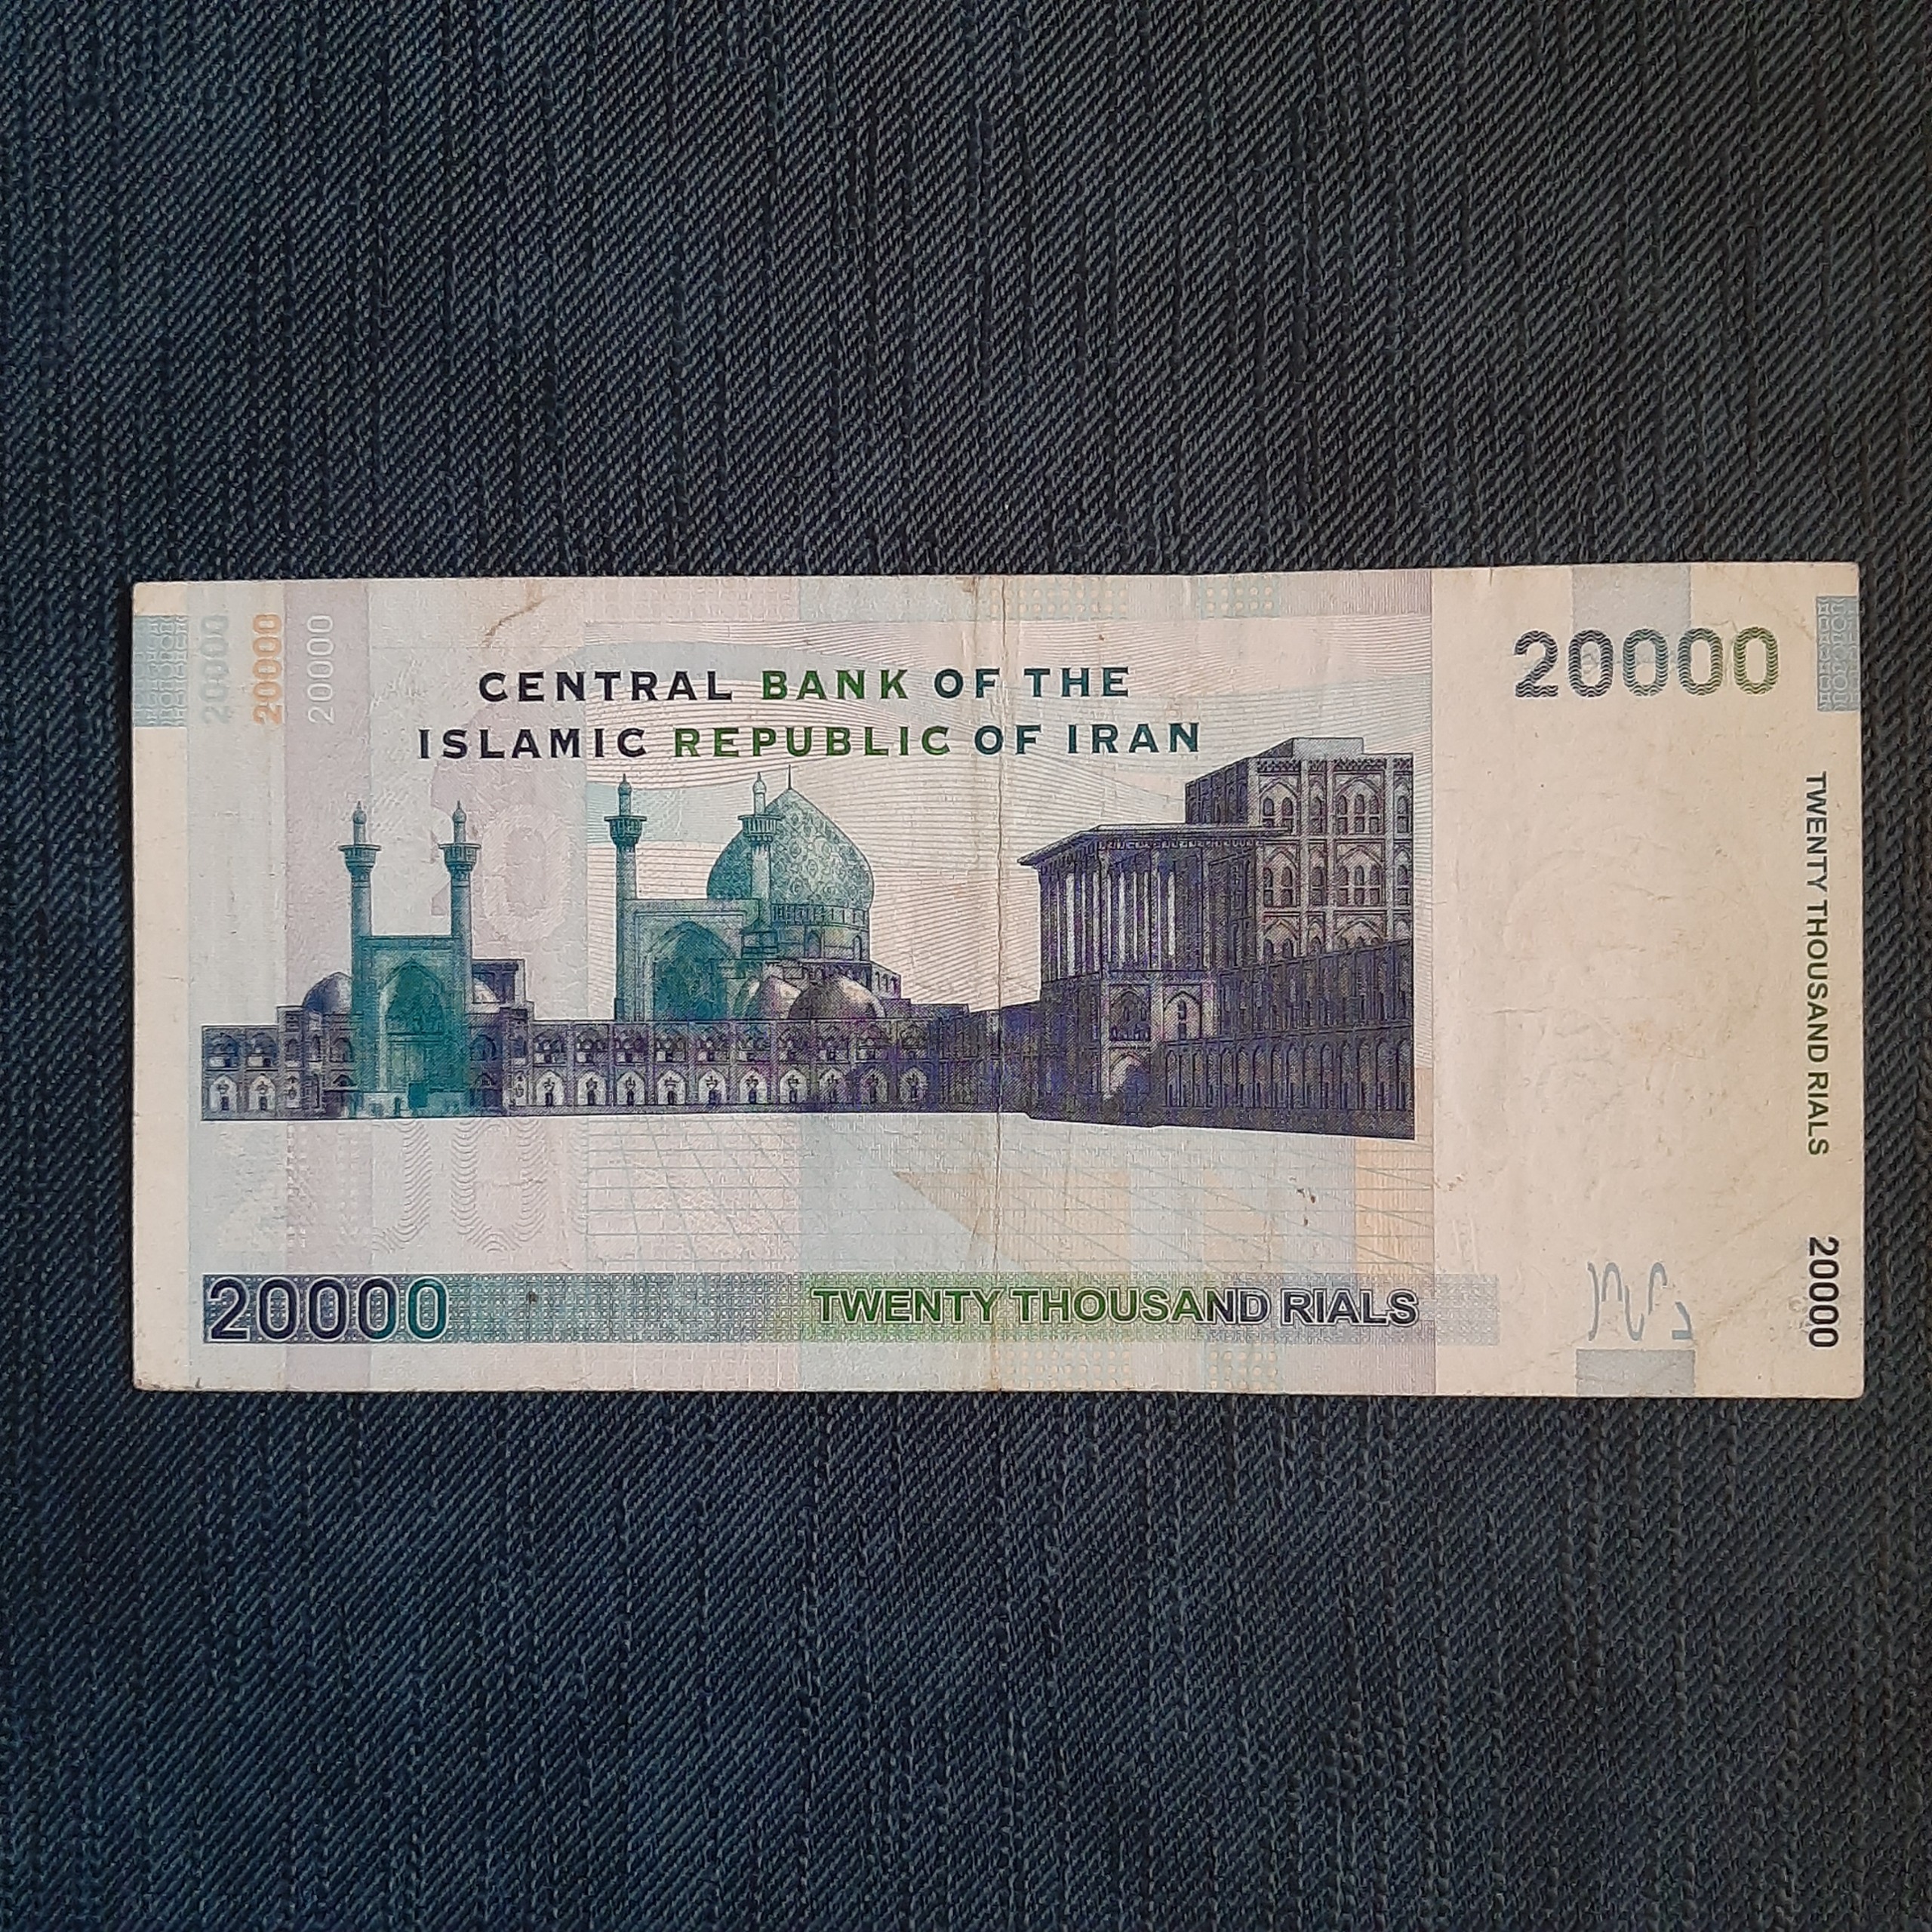 20000
20000
20000
CENTRAL BANK OF THE
ISLAMIC REPUBLIC OF IRAN
20000
TWENTY THOUSAND RIALS
20000
20000
TWENTY THOUSAND RIALS